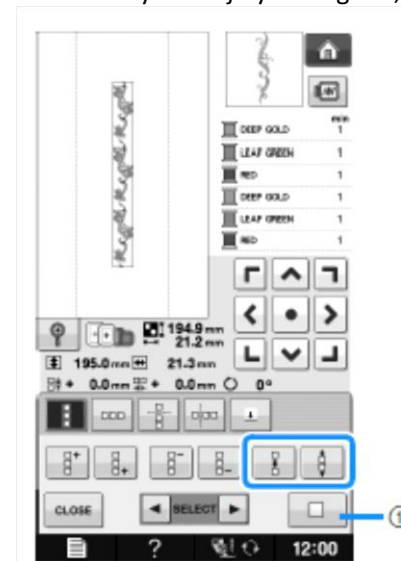 min
DEEP GOLD 1
LEAF GREEN 1
RED 1
DEEP GOLD 1
LEAF GREEN 1
RED 1
194.9 mm
21.2 mm
195.0 mm 21.3 mm
+ 0.0 mm + 0.0 mm 0°
CLOSE SELECT
①
? 12:00